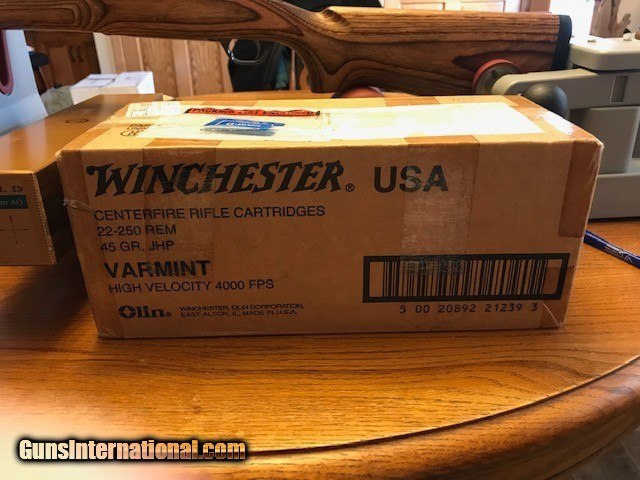 WINCHESTER® USA
CENTERFIRE RIFLE CARTRIDGES
22-250 REM
45 GR. JHP
VARMINT
HIGH VELOCITY 4000 FPS
Olin®
WINCHESTER, OLIN CORPORATION
EAST ALTON, IL, MADE IN U.S.A.
5 00 20892 21239 3
GunsInternational.com